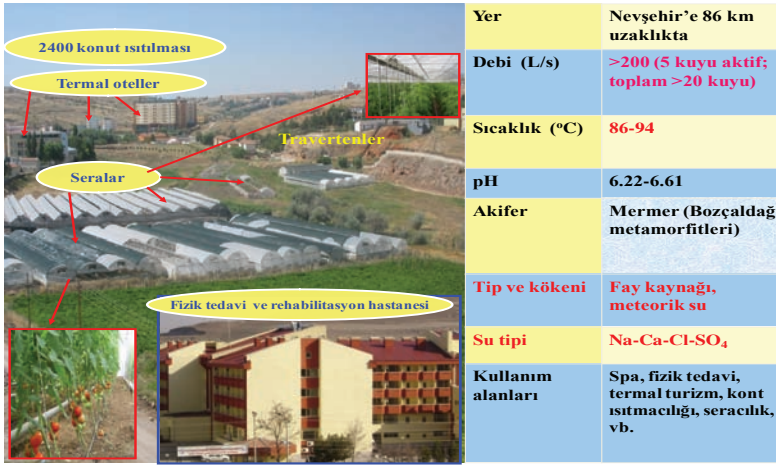 2400 konut ısıtılması
Termal oteller
Travertenler
Seralar
Fizik tedavi ve rehabilitasyon hastanesi
Yer
Nevşehir’e 86 km
uzaklıkta
Debi (L/s)
>200 (5 kuyu aktif;
toplam >20 kuyu)
Sıcaklık (°C)
86-94
pH
6.22-6.61
Akifer
Mermer (Bozçaldağ
metamorfitleri)
Tip ve kökeni
Fay kaynağı,
meteorik su
Su tipi
Na-Ca-Cl-SO₄
Kullanım
alanları
Spa, fizik tedavi,
termal turizm, kont
ısıtmacılığı, seracılık,
vb.